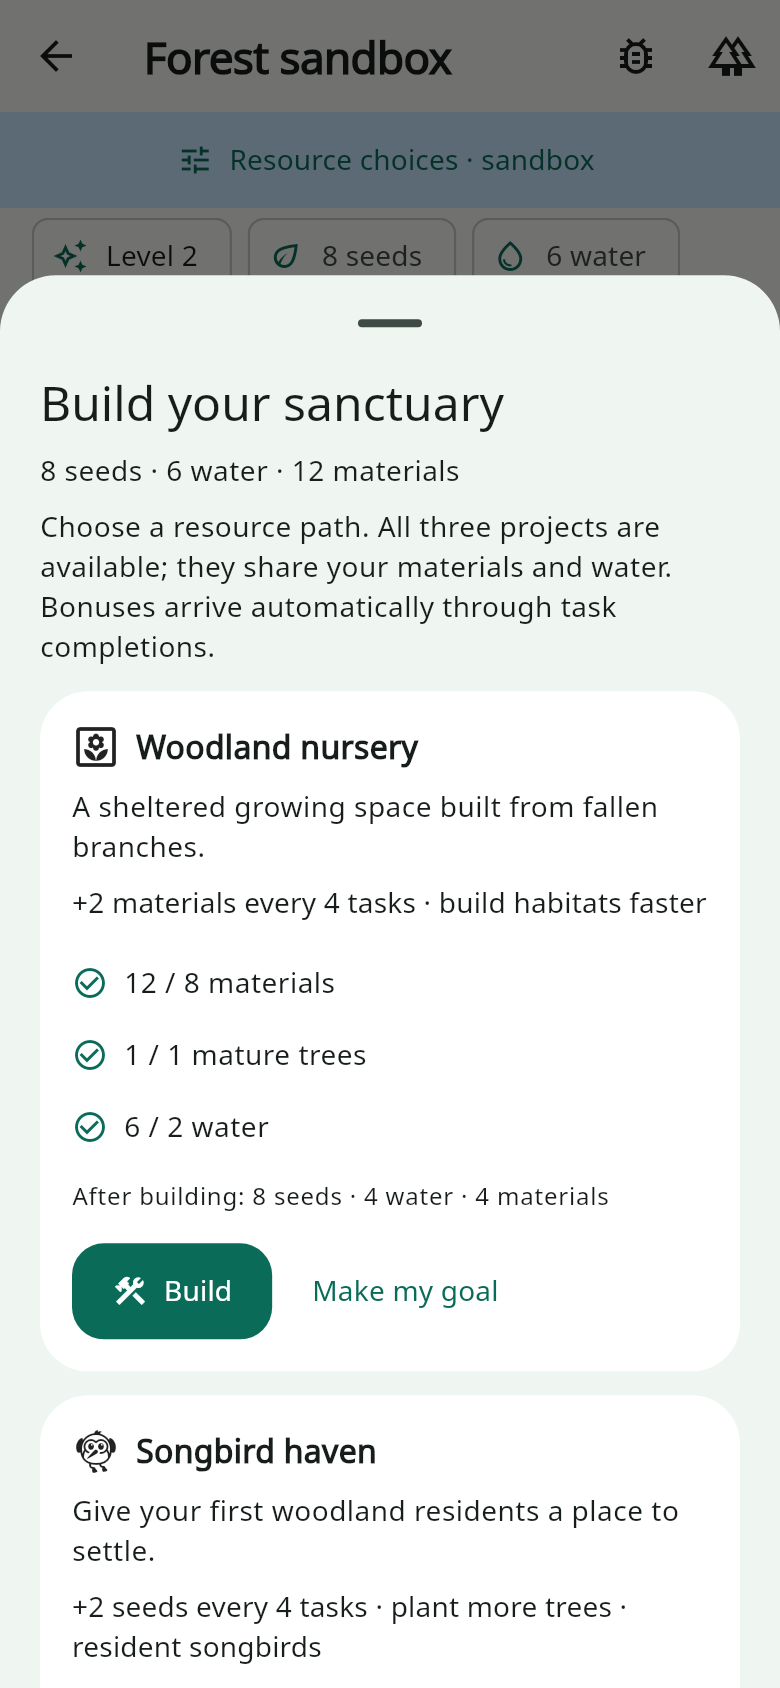 Forest sandbox
Resource choices · sandbox
Level 2
8 seeds
6 water
Build your sanctuary
8 seeds · 6 water · 12 materials
Choose a resource path. All three projects are
available; they share your materials and water.
Bonuses arrive automatically through task
completions.
Woodland nursery
A sheltered growing space built from fallen
branches.
+2 materials every 4 tasks · build habitats faster
12 / 8 materials
1 / 1 mature trees
6 / 2 water
After building: 8 seeds · 4 water · 4 materials
Build
Make my goal
Songbird haven
Give your first woodland residents a place to
settle.
+2 seeds every 4 tasks · plant more trees ·
resident songbirds